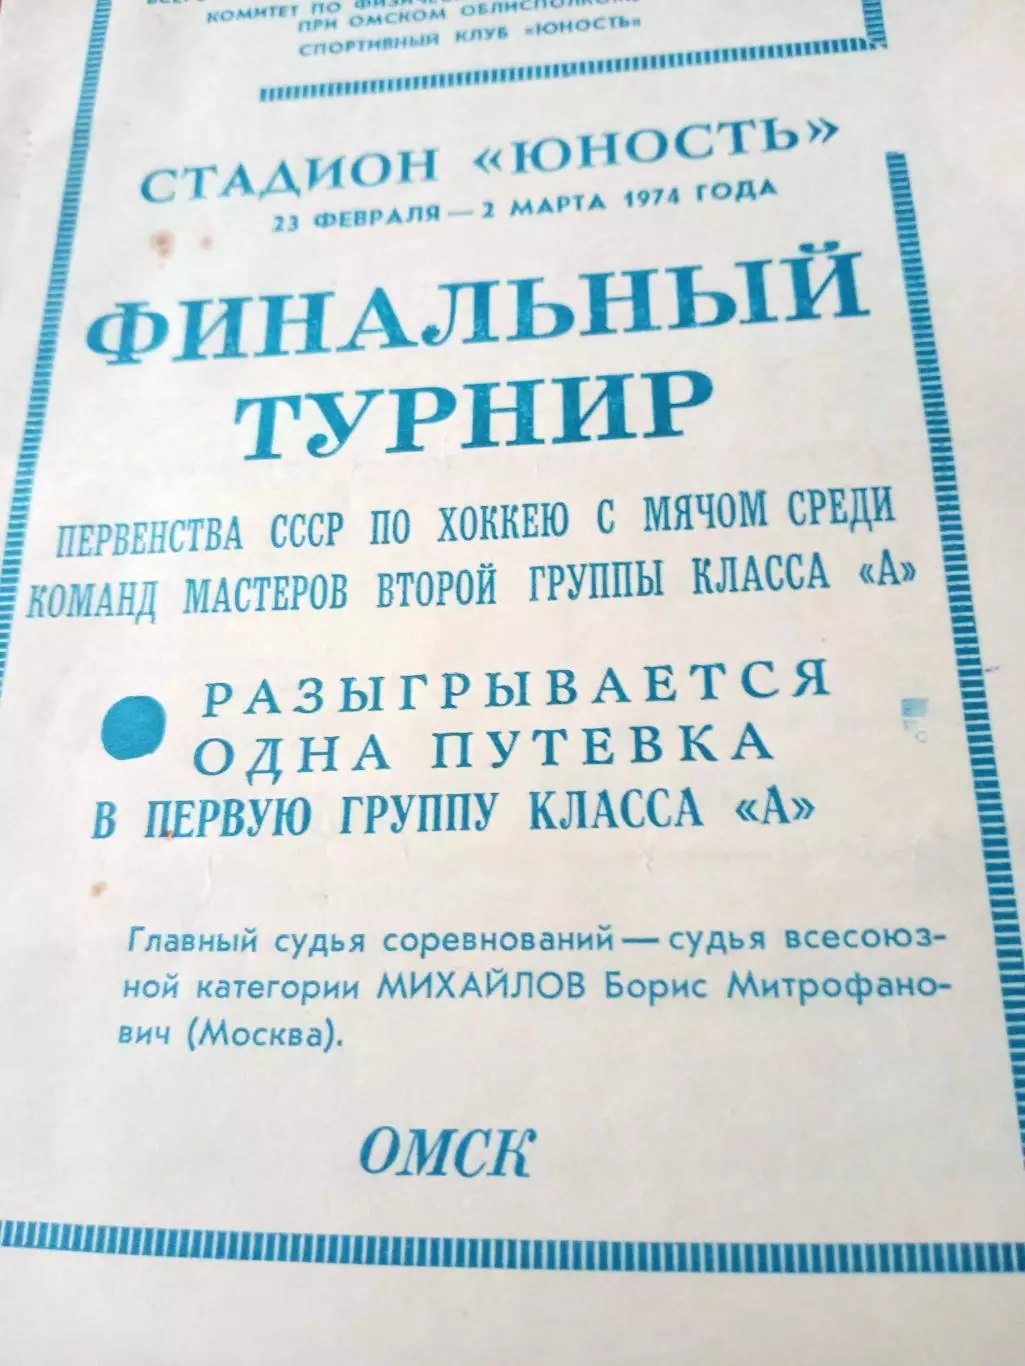 КОМИТЕТ ПО
ПРИ ОМСКОМ ОБЛИСПОЛКОМЕ
СПОРТИВНЫЙ КЛУБ «ЮНОСТЬ»
СТАДИОН «ЮНОСТЬ»
23 ФЕВРАЛЯ — 2 МАРТА 1974 ГОДА
ФИНАЛЬНЫЙ
ТУРНИР
ПЕРВЕНСТВА СССР ПО ХОККЕЮ С МЯЧОМ СРЕДИ
КОМАНД МАСТЕРОВ ВТОРОЙ ГРУППЫ КЛАССА «А»
РАЗЫГРЫВАЕТСЯ
ОДНА ПУТЕВКА
В ПЕРВУЮ ГРУППУ КЛАССА «А»
Главный судья соревнований — судья всесоюз-
ной категории МИХАЙЛОВ Борис Митрофано-
вич (Москва).
ОМСК